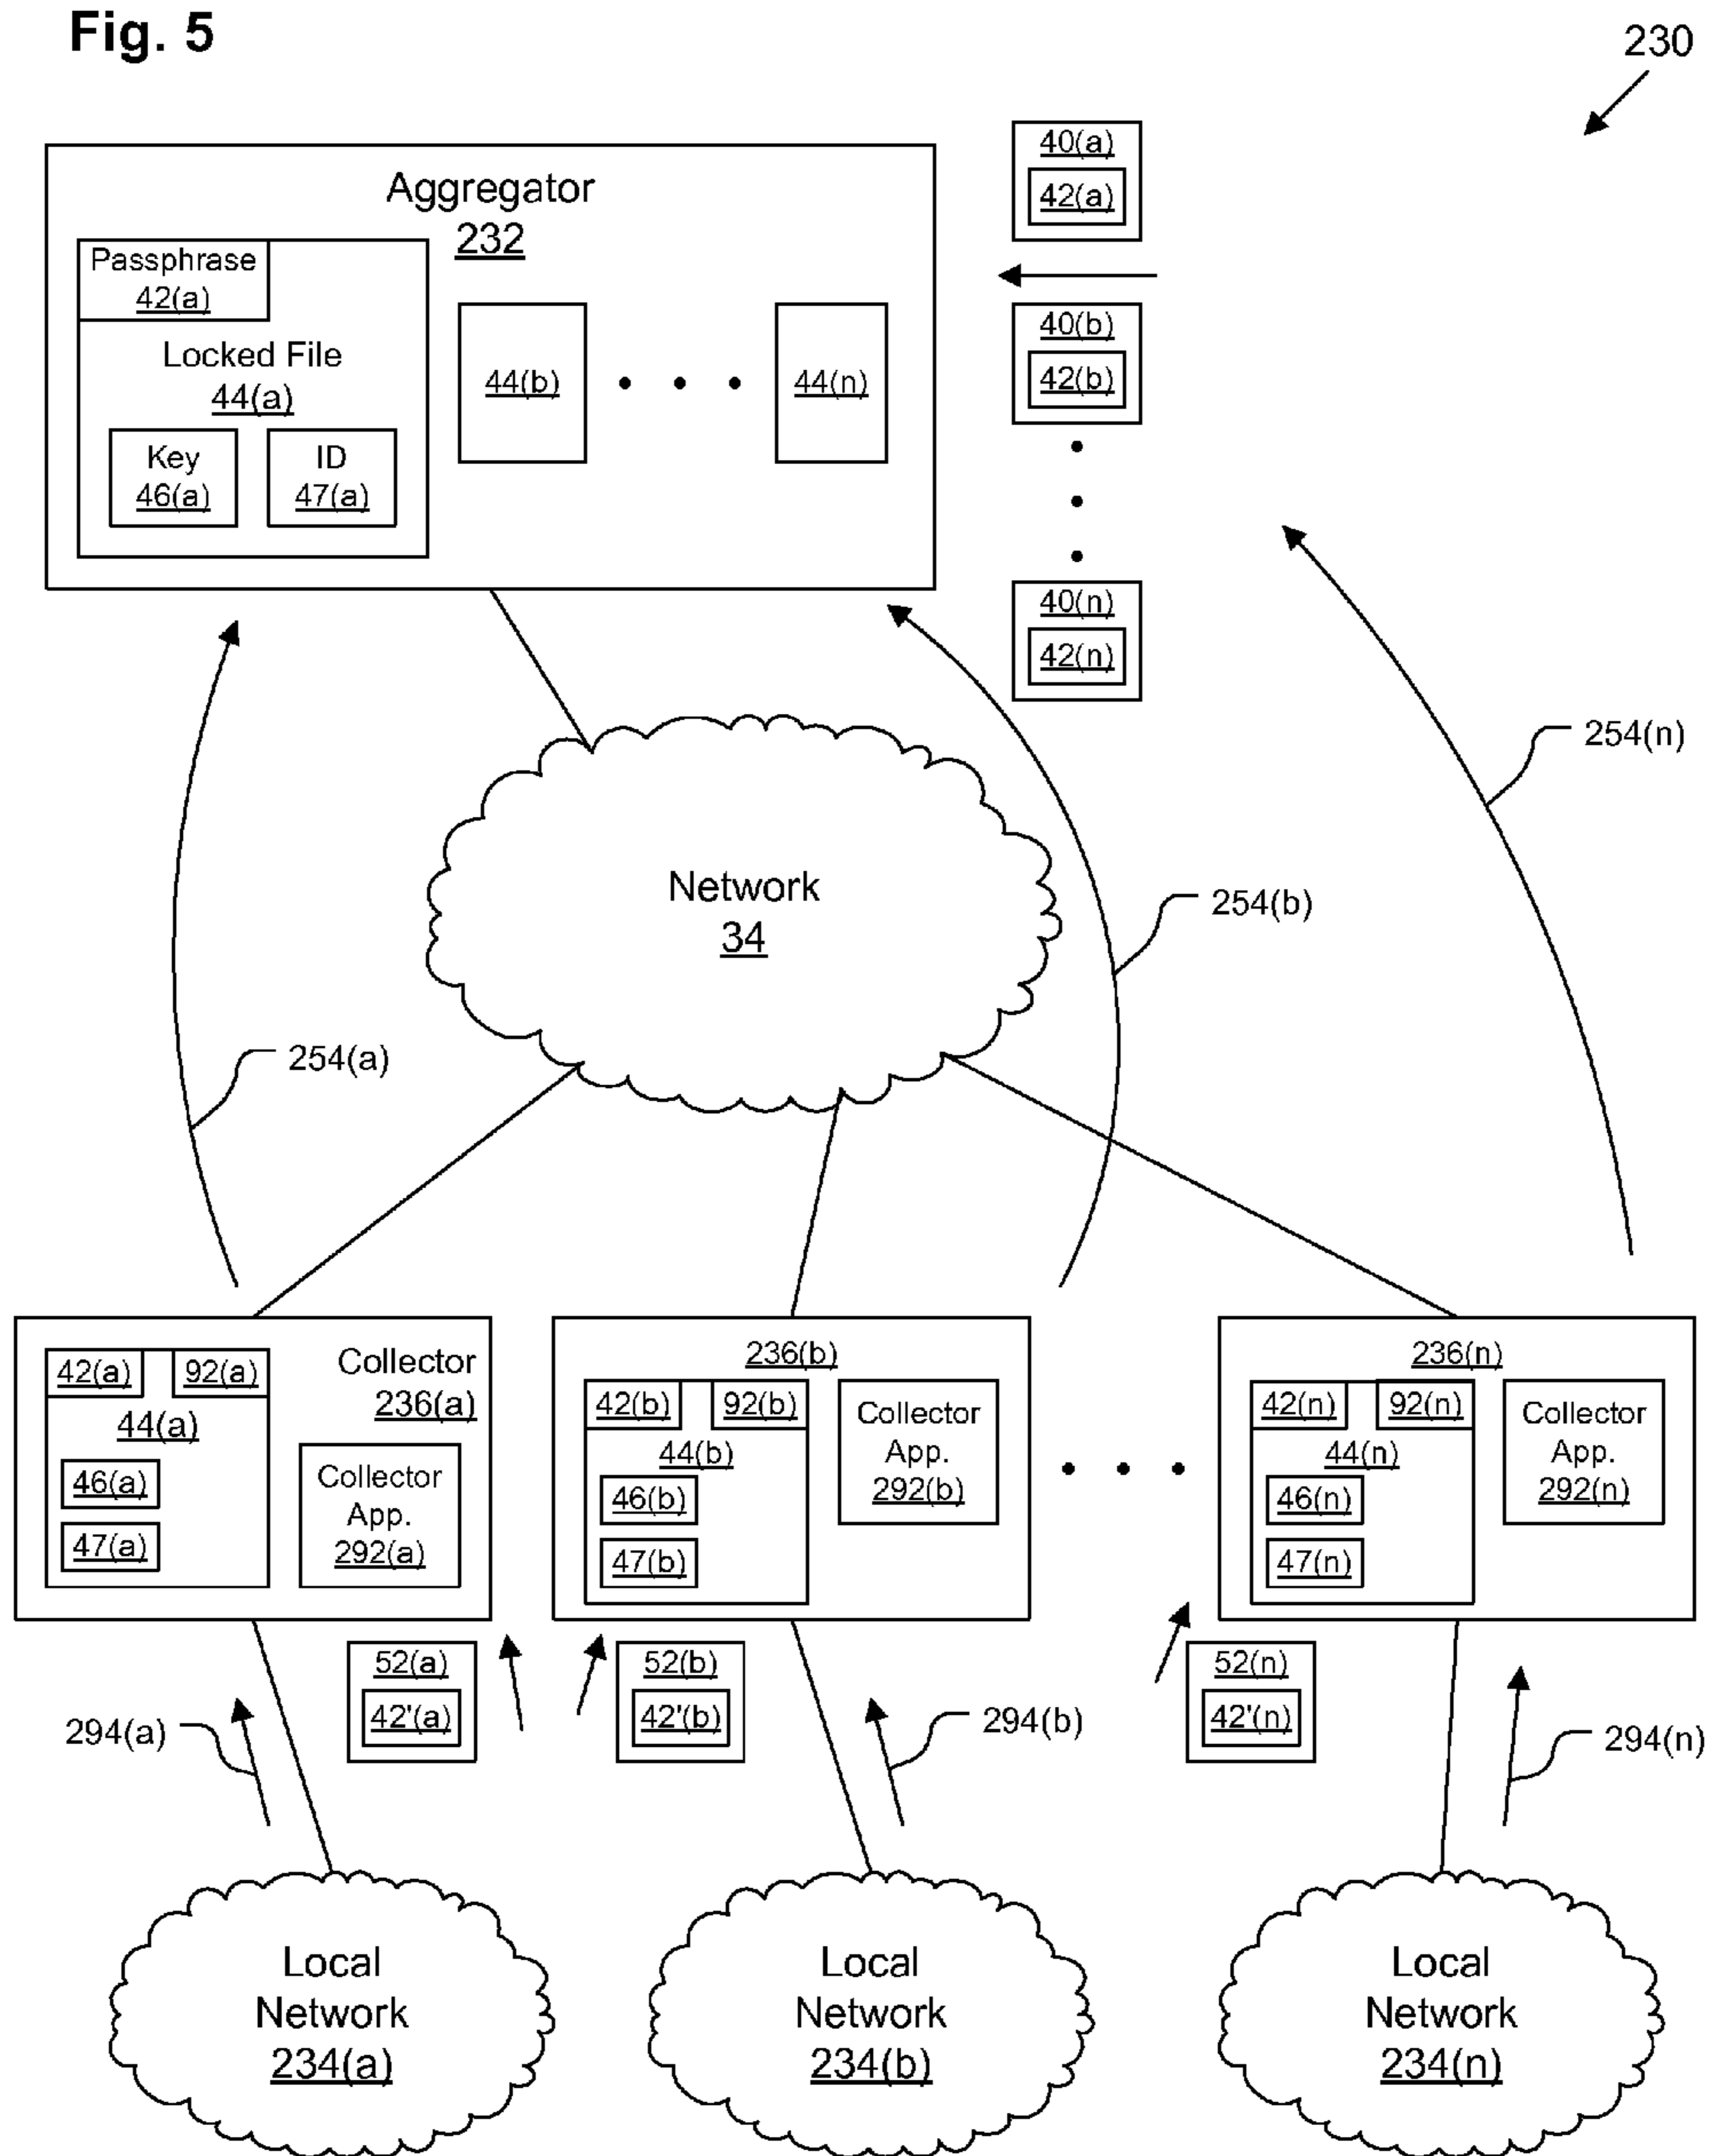 Fig. 5
230
Aggregator
232
Passphrase
42(a)
Locked File
44(a)
Key
46(a)
ID
47(a)
44(b)
44(n)
40(a)
42(a)
40(b)
42(b)
40(n)
42(n)
254(n)
Network
34
254(b)
254(a)
42(a)
92(a)
Collector
236(a)
44(a)
46(a)
47(a)
Collector
App.
292(a)
236(b)
42(b)
92(b)
44(b)
46(b)
47(b)
Collector
App.
292(b)
236(n)
42(n)
92(n)
44(n)
46(n)
47(n)
Collector
App.
292(n)
52(a)
42'(a)
52(b)
42'(b)
52(n)
42'(n)
294(a)
294(b)
294(n)
Local
Network
234(a)
Local
Network
234(b)
Local
Network
234(n)